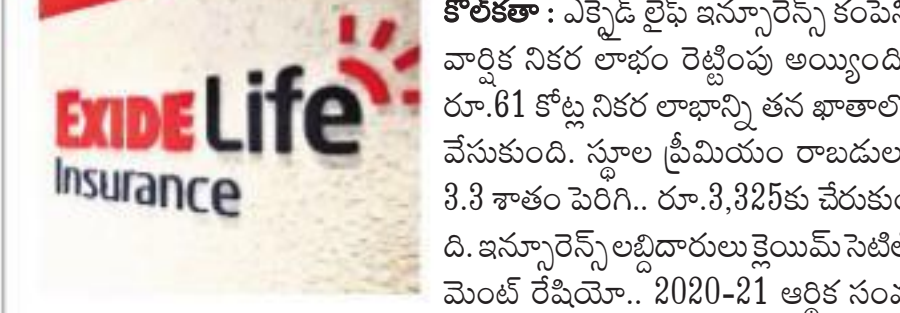 EXIDE Life
Insurance
కోల్‌కతా : ఎక్సైడ్ లైఫ్ ఇన్సూరెన్స్ కంపెని
వార్షిక నికర లాభం రెట్టింపు అయ్యింది
రూ.61 కోట్ల నికర లాభాన్ని తన ఖాతాలో
వేసుకుంది. స్థూల ప్రీమియం రాబడుల
3.3 శాతం పెరిగి.. రూ.3,325కు చేరుకుం
ది. ఇన్సూరెన్స్ లబ్దిదారులు క్లెయిమ్ సెటిల్
మెంట్ రేషియో.. 2020-21 ఆర్థిక సంవ